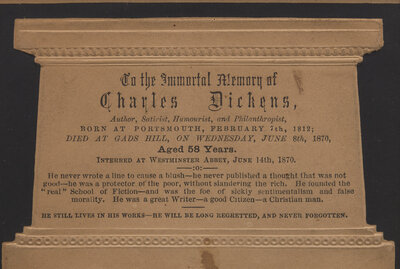 To the Immortal Memory of
Charles Dickens,
Author, Satirist, Humourist, and Philanthropist,
BORN AT PORTSMOUTH, FEBRUARY 7th, 1812;
DIED AT GADS HILL, ON WEDNESDAY, JUNE 8th, 1870,
Aged 58 Years.
INTERRED AT WESTMINSTER ABBEY, JUNE 14th, 1870.
—:o:—
He never wrote a line to cause a blush—he never published a thought that was not
good—he was a protector of the poor, without slandering the rich. He founded the
"real" School of Fiction—and was the foe of sickly sentimentalism and false
morality. He was a great Writer—a good Citizen—a Christian man.
HE STILL LIVES IN HIS WORKS—HE WILL BE LONG REGRETTED, AND NEVER FORGOTTEN.